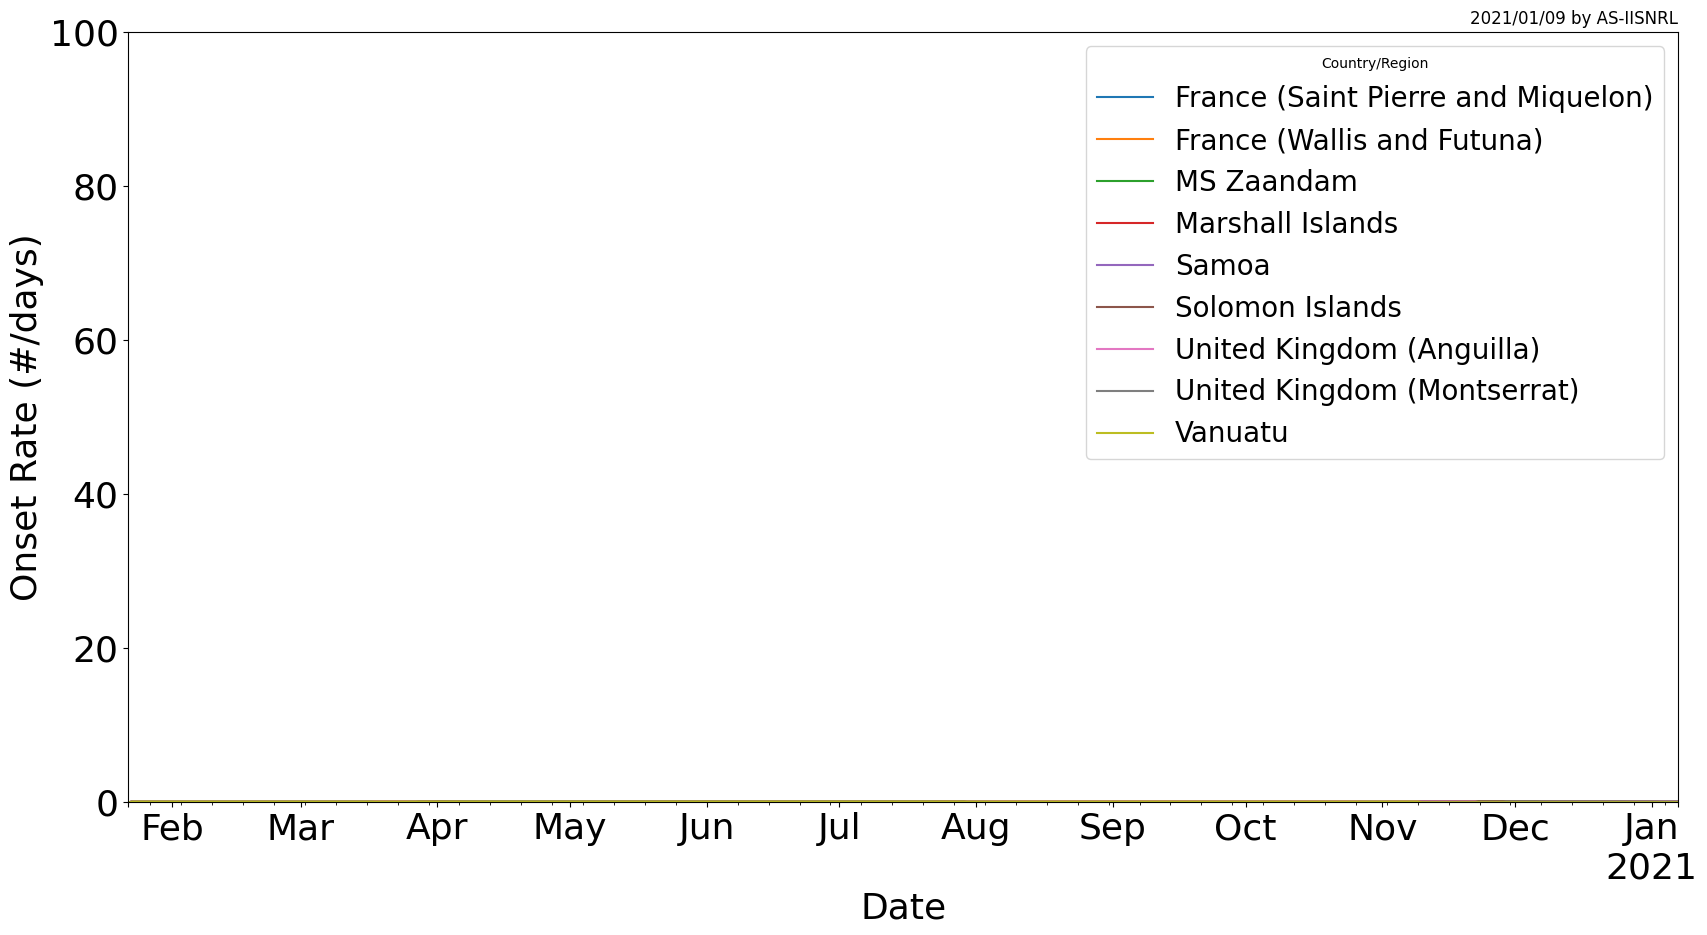 2021/01/09 by AS-IISNRL
Country/Region
France (Saint Pierre and Miquelon)
France (Wallis and Futuna)
MS Zaandam
Marshall Islands
Samoa
Solomon Islands
United Kingdom (Anguilla)
United Kingdom (Montserrat)
Vanuatu
Onset Rate (#/days)
100
80
60
40
20
0
Feb Mar Apr May Jun Jul Aug Sep Oct Nov Dec Jan
2021
Date